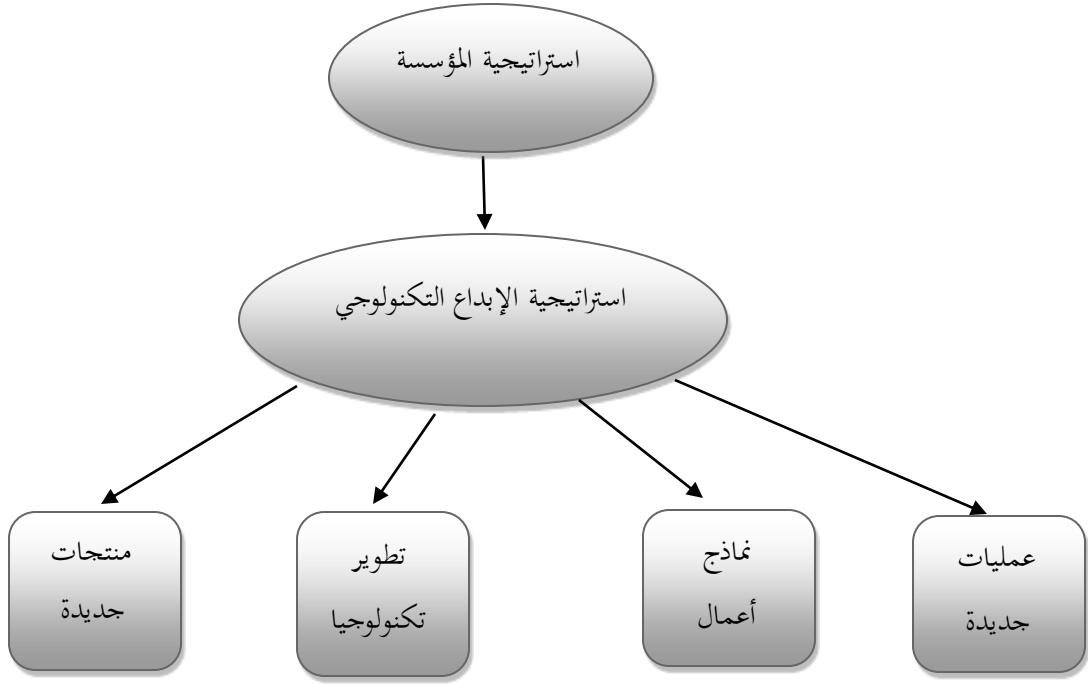 استراتيجية المؤسسة
استراتيجية الإبداع التكنولوجي
عمليات
جديدة
نماذج
أعمال
تطوير
تكنولوجيا
منتجات
جديدة